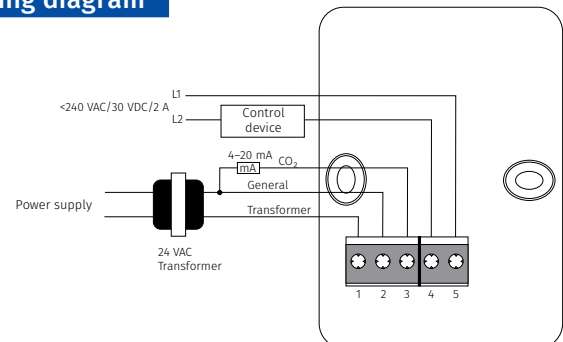 ng diagram
L1
<240 VAC/30 VDC/2 A
L2
Control
device
4–20 mA
CO₂
mA
General
Power supply
Transformer
24 VAC
Transformer
1 2 3 4 5